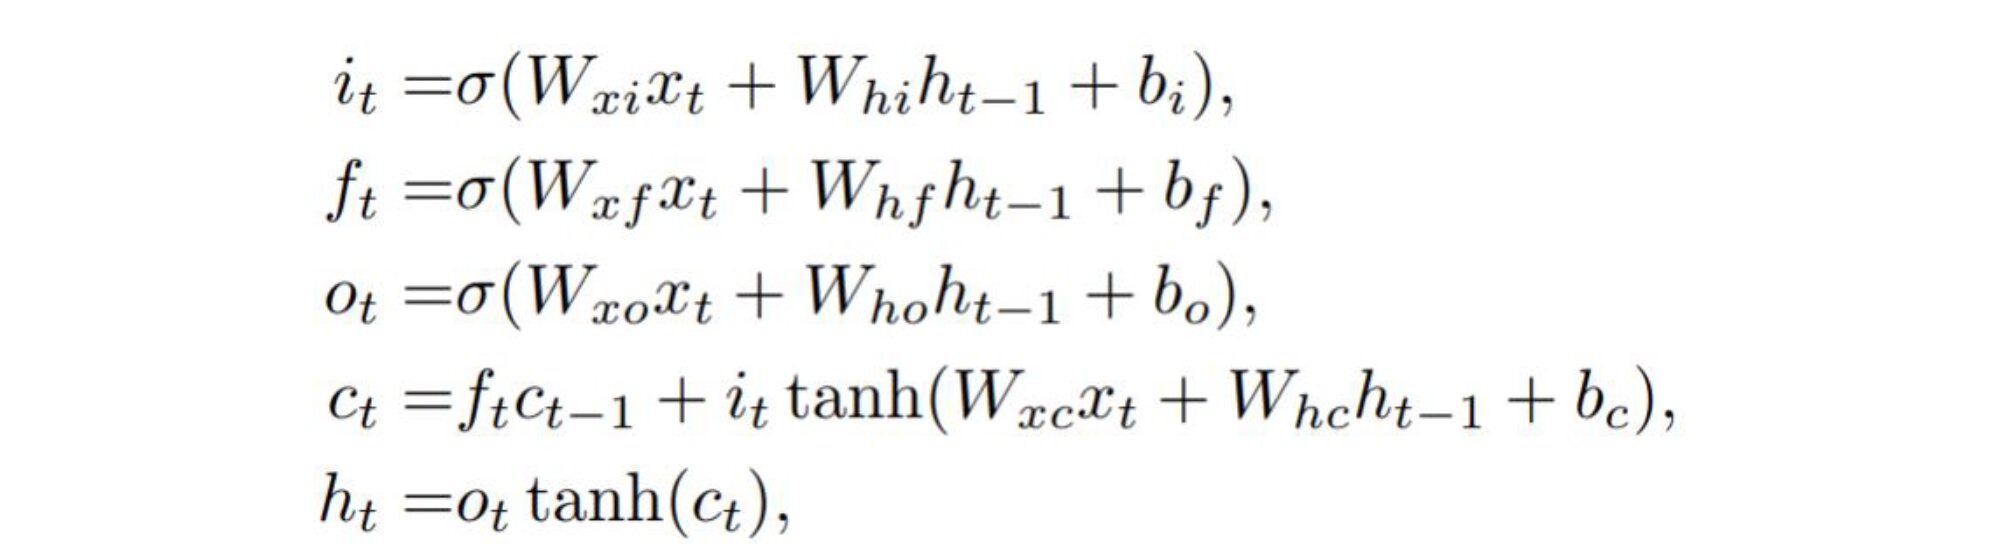 i_t =σ(W_{xi}x_t + W_{hi}h_{t−1} + b_i),
f_t =σ(W_{xf}x_t + W_{hf}h_{t−1} + b_f),
o_t =σ(W_{xo}x_t + W_{ho}h_{t−1} + b_o),
c_t =f_tc_{t−1} + i_t tanh(W_{xc}x_t + W_{hc}h_{t−1} + b_c),
h_t =o_t tanh(c_t),